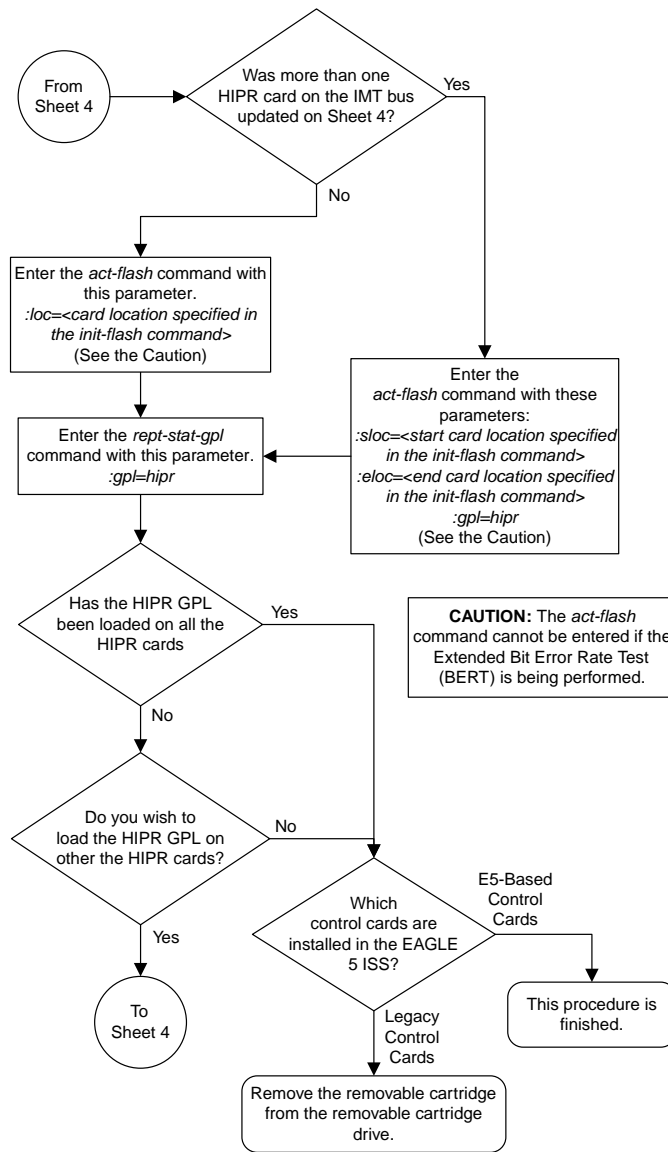 From
Sheet 4
Was more than one
HIPR card on the IMT bus
updated on Sheet 4?
Yes
No
Enter the act-flash command with
this parameter.
:loc=<card location specified in
the init-flash command>
(See the Caution)
Enter the
act-flash command with these
parameters:
:sloc=<start card location specified
in the init-flash command>
:eloc=<end card location specified
in the init-flash command>
:gpl=hipr
(See the Caution)
Enter the rept-stat-gpl
command with this parameter.
:gpl=hipr
Has the HIPR GPL
been loaded on all the
HIPR cards
Yes
No
CAUTION: The act-flash
command cannot be entered if the
Extended Bit Error Rate Test
(BERT) is being performed.
Do you wish to
load the HIPR GPL on
other the HIPR cards?
No
Yes
To
Sheet 4
Which
control cards are
installed in the EAGLE
5 ISS?
E5-Based
Control
Cards
This procedure is
finished.
Legacy
Control
Cards
Remove the removable cartridge
from the removable cartridge
drive.